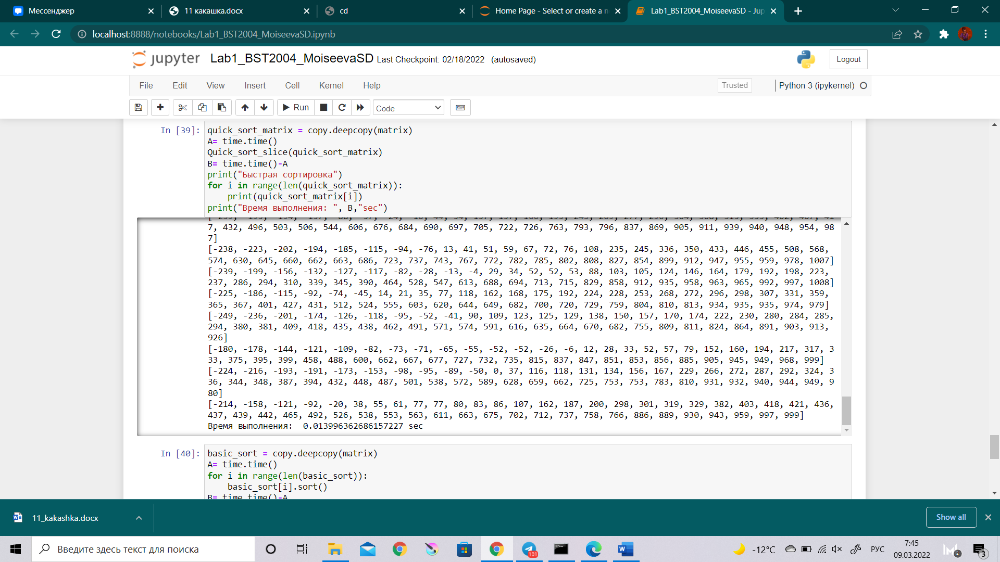 Мессенджер
11 какашка.docx
cd
Home Page - Select or create a n
Lab1_BST2004_MoiseevaSD - Jup
localhost:8888/notebooks/Lab1_BST2004_MoiseevaSD.ipynb
jupyter Lab1_BST2004_MoiseevaSD Last Checkpoint: 02/18/2022 (autosaved)
Logout
File Edit View Insert Cell Kernel Help
Trusted
Python 3 (ipykernel)
Run
Code
In [39]:
quick_sort_matrix = copy.deepcopy(matrix)
A= time.time()
Quick_sort_slice(quick_sort_matrix)
B= time.time()-A
print("Быстрая сортировка")
for i in range(len(quick_sort_matrix)):
    print(quick_sort_matrix[i])
print("Время выполнения: ", B,"sec")
7, 432, 496, 503, 506, 544, 606, 676, 684, 690, 697, 705, 722, 726, 763, 793, 796, 837, 869, 905, 911, 939, 940, 948, 954, 98
7]
[-238, -223, -202, -194, -185, -115, -94, -76, 13, 41, 51, 59, 67, 72, 76, 108, 235, 245, 336, 350, 433, 446, 455, 508, 568,
574, 630, 645, 660, 662, 663, 686, 723, 737, 743, 767, 772, 782, 785, 802, 808, 827, 854, 899, 912, 947, 955, 959, 978, 1007]
[-239, -199, -156, -132, -127, -117, -82, -28, -13, -4, 29, 34, 52, 52, 53, 88, 103, 105, 124, 146, 164, 179, 192, 198, 223,
237, 286, 294, 310, 339, 345, 390, 464, 528, 547, 613, 688, 694, 713, 715, 829, 858, 912, 935, 958, 963, 965, 992, 997, 1008]
[-225, -186, -115, -92, -74, -45, 14, 21, 35, 77, 118, 162, 168, 175, 192, 224, 228, 253, 268, 272, 296, 298, 307, 331, 359,
365, 367, 401, 427, 431, 512, 524, 555, 603, 620, 644, 649, 682, 700, 720, 729, 759, 804, 810, 813, 934, 935, 935, 974, 979]
[-249, -236, -201, -174, -126, -118, -95, -52, -41, 90, 109, 123, 125, 129, 138, 150, 157, 170, 174, 222, 230, 280, 284, 285,
294, 380, 381, 409, 418, 435, 438, 462, 491, 571, 574, 591, 616, 635, 664, 670, 682, 755, 809, 811, 824, 864, 891, 903, 913,
926]
[-180, -178, -144, -121, -109, -82, -73, -71, -65, -55, -52, -52, -26, -6, 12, 28, 33, 52, 57, 79, 152, 160, 194, 217, 317, 3
33, 375, 395, 399, 458, 488, 600, 662, 667, 677, 727, 732, 735, 815, 837, 847, 851, 853, 856, 885, 905, 945, 949, 968, 999]
[-224, -216, -193, -191, -173, -153, -98, -95, -89, -50, 0, 37, 116, 118, 131, 134, 156, 167, 229, 266, 272, 287, 292, 324, 3
36, 344, 348, 387, 394, 432, 448, 487, 501, 538, 572, 589, 628, 659, 662, 725, 753, 753, 783, 810, 931, 932, 940, 944, 949, 9
80]
[-214, -158, -121, -92, -20, 38, 55, 61, 77, 77, 80, 83, 86, 107, 162, 187, 200, 298, 301, 319, 329, 382, 403, 418, 421, 436,
437, 439, 442, 465, 492, 526, 538, 553, 563, 611, 663, 675, 702, 712, 737, 758, 766, 886, 889, 930, 943, 959, 997, 999]
Время выполнения:  0.013996362686157227 sec
In [40]:
basic_sort = copy.deepcopy(matrix)
A= time.time()
for i in range(len(basic_sort)):
    basic_sort[i].sort()
B= time.time()-A
11_kakashka.docx
Show all
Введите здесь текст для поиска
101
-12°C
РУС
7:45
09.03.2022
2
3